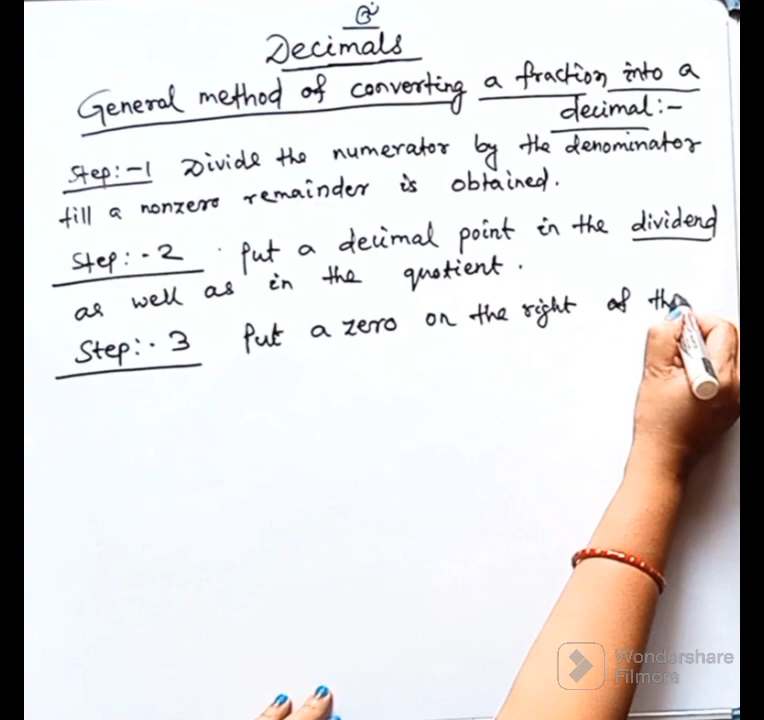 Decimals
General method of converting a fraction into a
decimal:-
Step:-1 Divide the numerator by the denominator
till a nonzero remainder is obtained.
Step:-2 Put a decimal point in the dividend
as well as in the quotient.
Step:-3 Put a zero on the right of th
Wondershare
Filmora